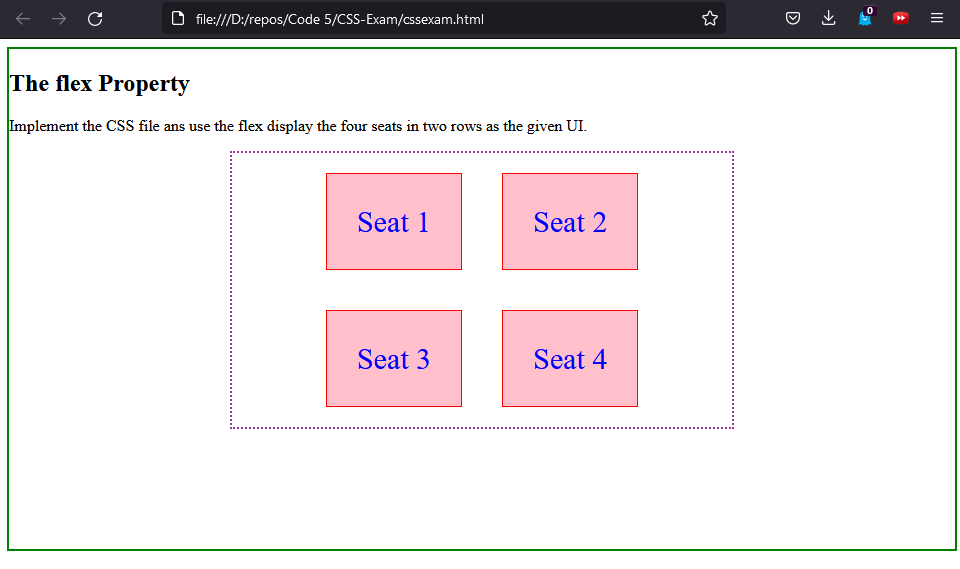 file:///D:/repos/Code 5/CSS-Exam/cssexam.html
0
The flex Property
Implement the CSS file ans use the flex display the four seats in two rows as the given UI.
Seat 1
Seat 2
Seat 3
Seat 4